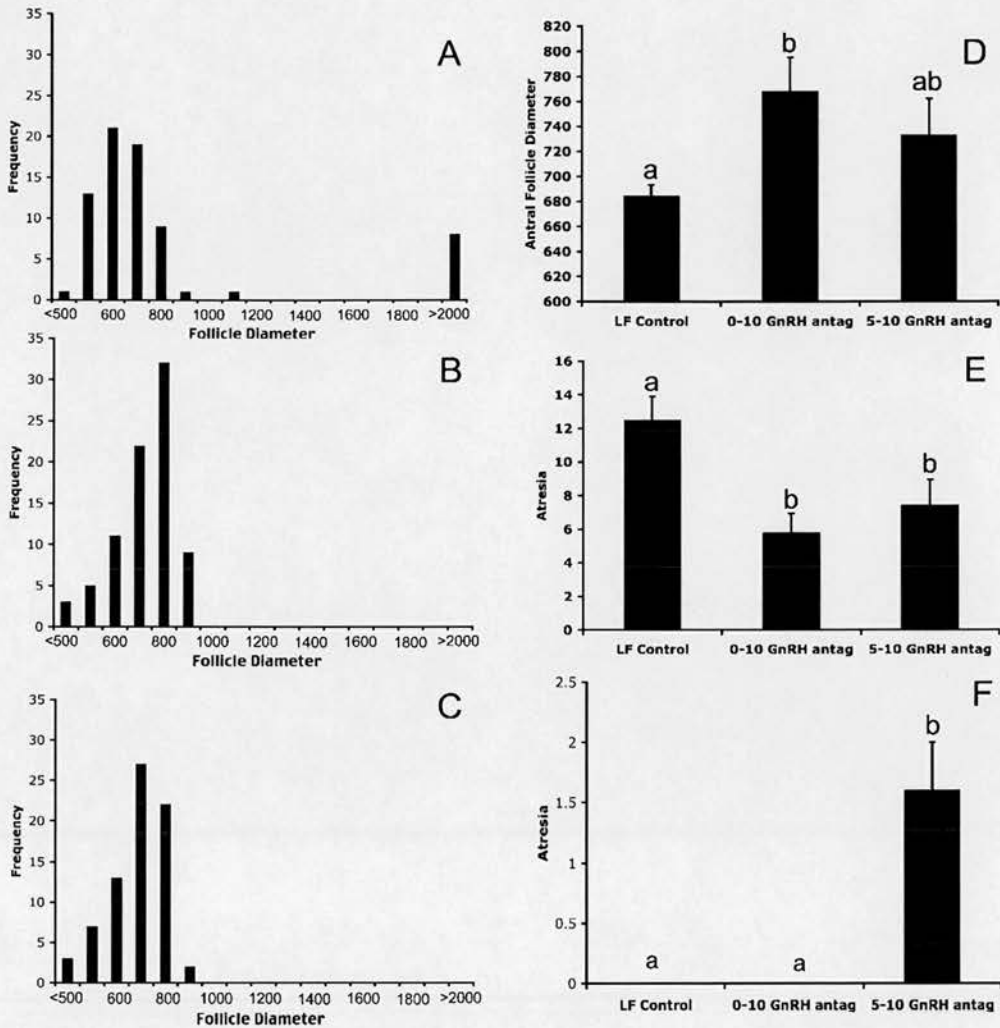 A
35
30
25
20
15
10
5
0
Frequency
<500 600 800 1000 1200 1400 1600 1800 >2000
Follicle Diameter
B
35
30
25
20
15
10
5
0
Frequency
<500 600 800 1000 1200 1400 1600 1800 >2000
Follicle Diameter
C
35
30
25
20
15
10
5
0
Frequency
<500 600 800 1000 1200 1400 1600 1800 >2000
Follicle Diameter
D
820
800
780
760
740
720
700
680
660
640
620
600
Antral Follicle Diameter
a
b
ab
LF Control 0-10 GnRH antag 5-10 GnRH antag
E
16
14
12
10
8
6
4
2
0
Atresia
a
b
b
LF Control 0-10 GnRH antag 5-10 GnRH antag
F
2.5
2
1.5
1
0.5
0
Atresia
a
a
b
LF Control 0-10 GnRH antag 5-10 GnRH antag